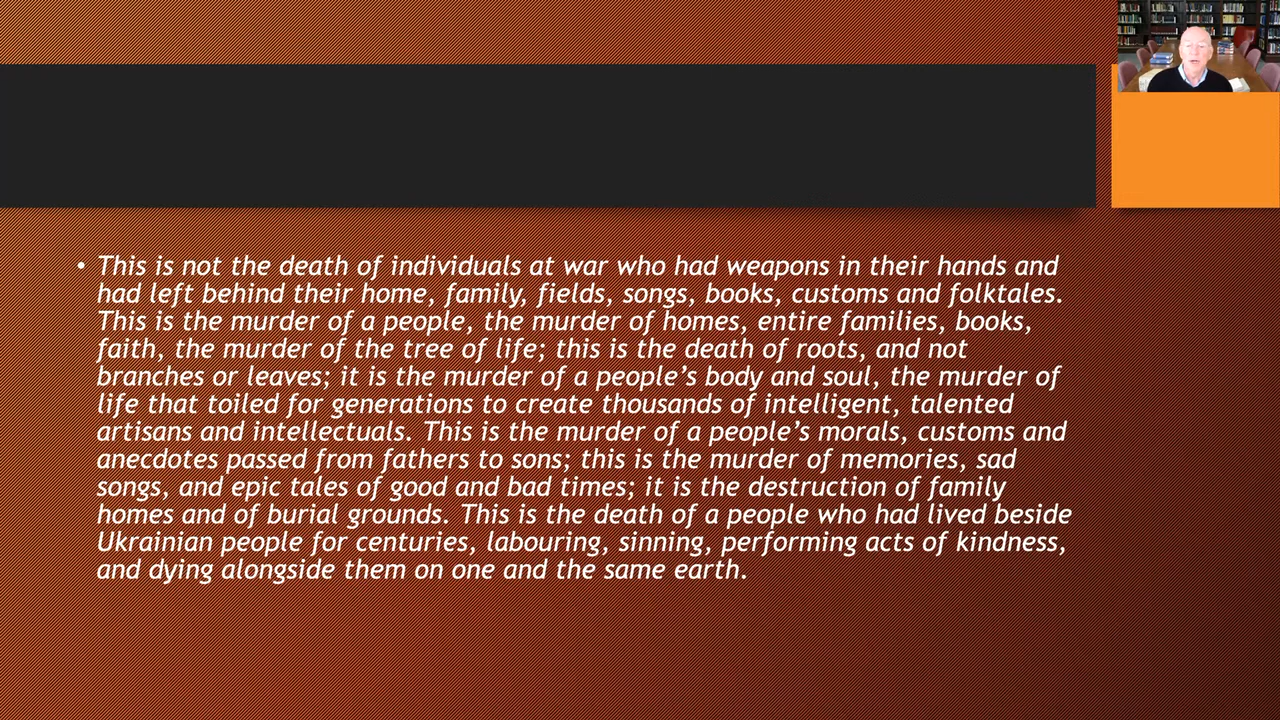 • This is not the death of individuals at war who had weapons in their hands and
had left behind their home, family, fields, songs, books, customs and folktales.
This is the murder of a people, the murder of homes, entire families, books,
faith, the murder of the tree of life; this is the death of roots, and not
branches or leaves; it is the murder of a people’s body and soul, the murder of
life that toiled for generations to create thousands of intelligent, talented
artisans and intellectuals. This is the murder of a people’s morals, customs and
anecdotes passed from fathers to sons; this is the murder of memories, sad
songs, and epic tales of good and bad times; it is the destruction of family
homes and of burial grounds. This is the death of a people who had lived beside
Ukrainian people for centuries, labouring, sinning, performing acts of kindness,
and dying alongside them on one and the same earth.